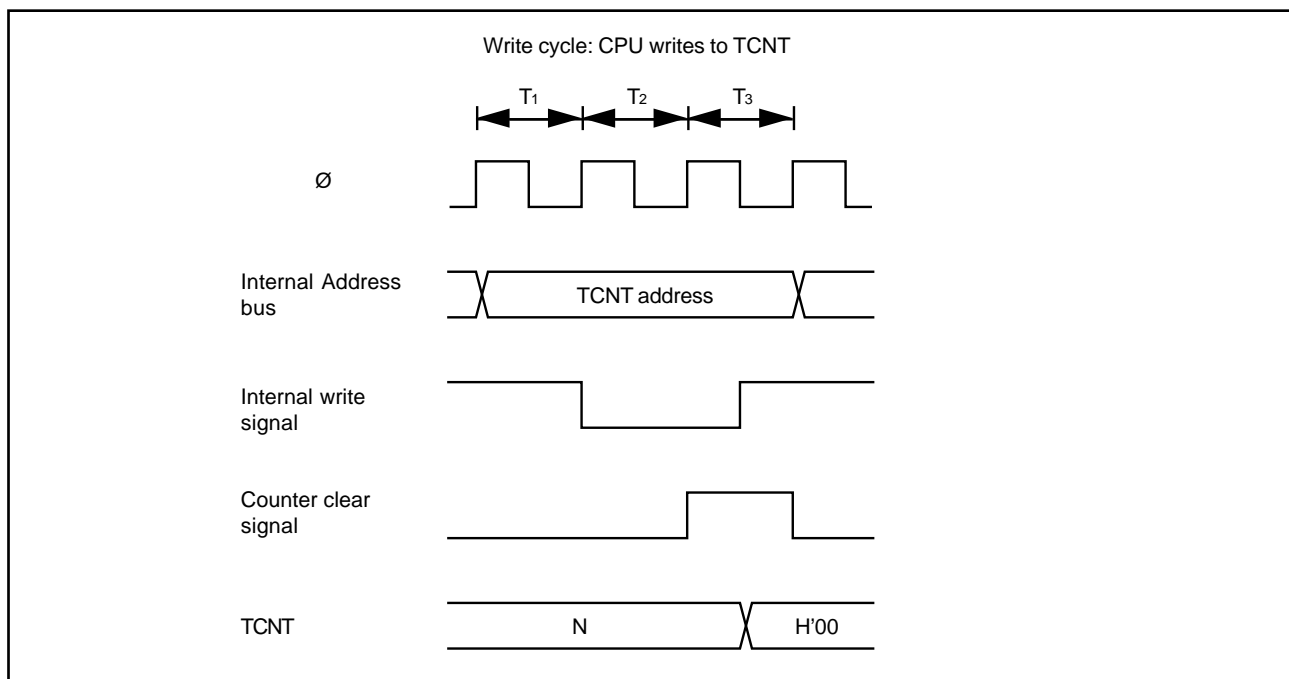 Write cycle: CPU writes to TCNT
T1 T2 T3
Ø
Internal Address
bus
TCNT address
Internal write
signal
Counter clear
signal
TCNT
N
H'00